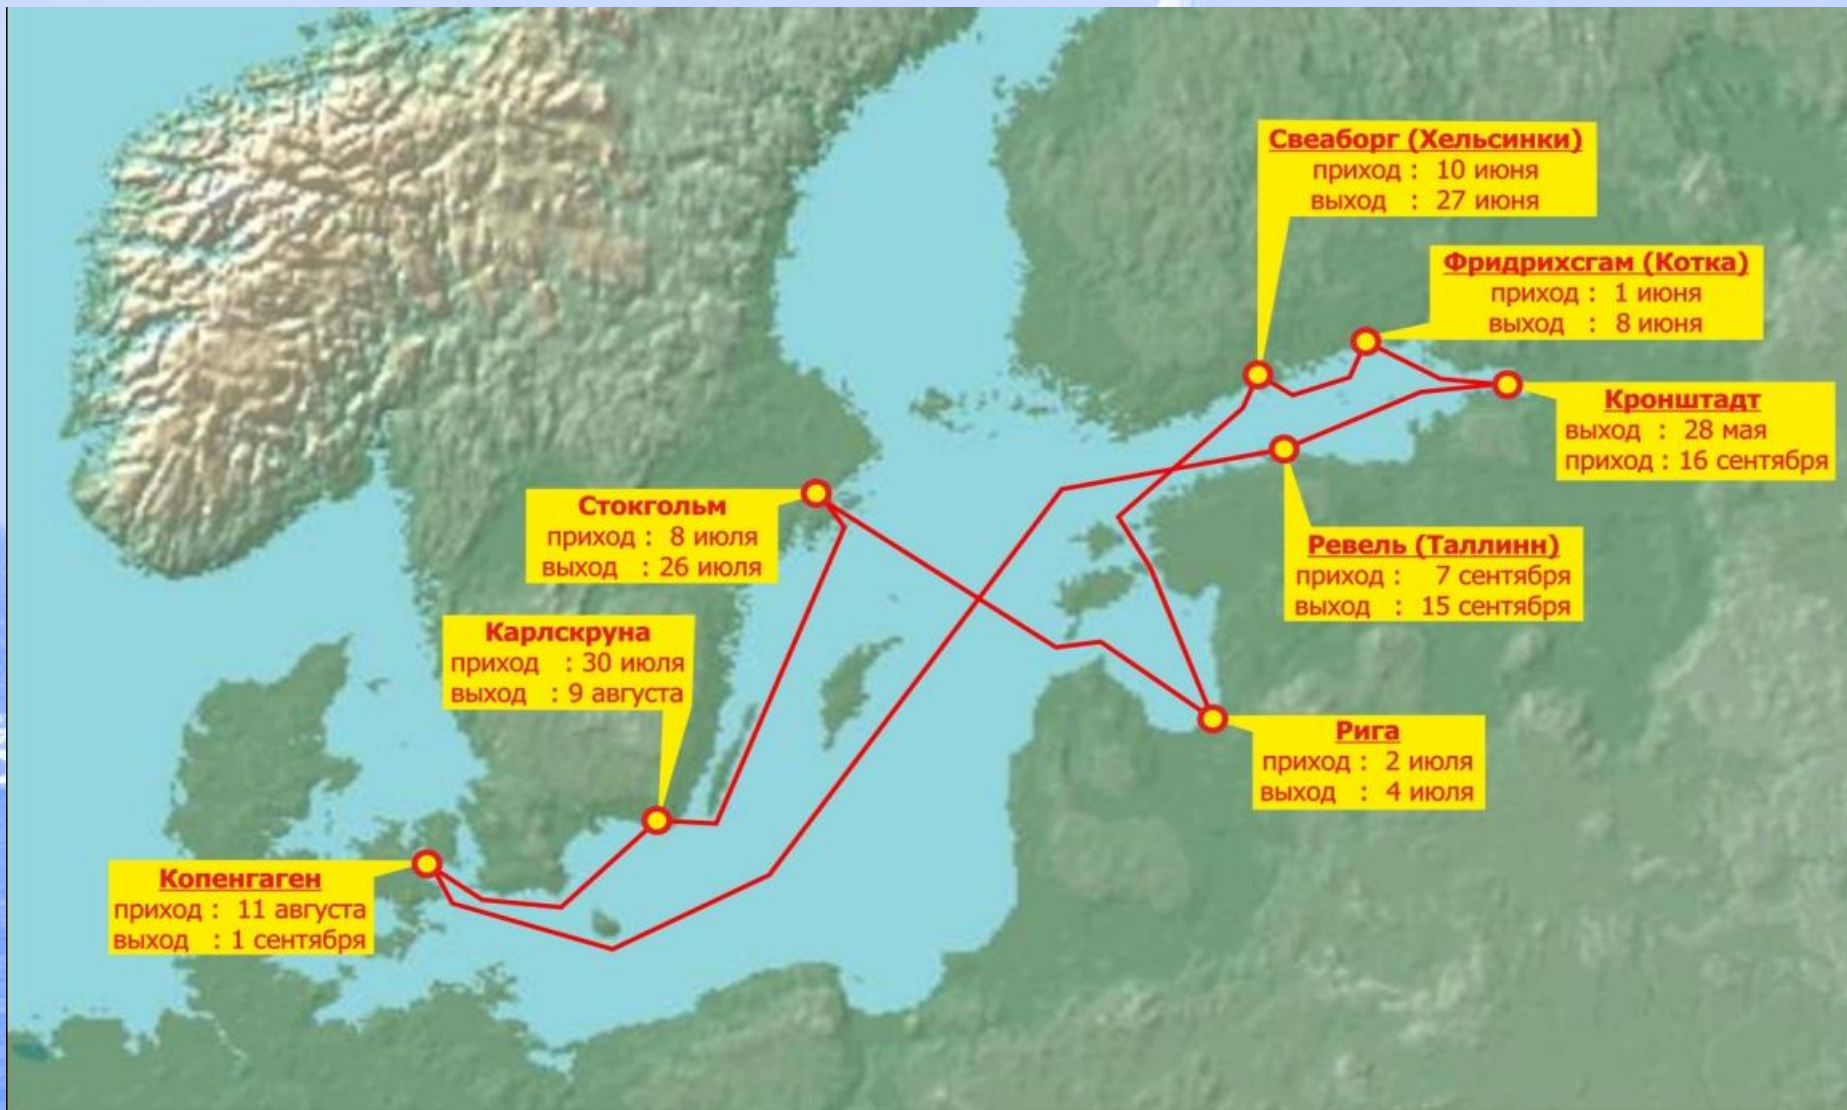 Свеаборг (Хельсинки)
приход : 10 июня
выход : 27 июня
Фридрихсгам (Котка)
приход : 1 июня
выход : 8 июня
Кронштадт
выход : 28 мая
приход : 16 сентября
Стокгольм
приход : 8 июля
выход : 26 июля
Ревель (Таллинн)
приход : 7 сентября
выход : 15 сентября
Карлскруна
приход : 30 июля
выход : 9 августа
Рига
приход : 2 июля
выход : 4 июля
Копенгаген
приход : 11 августа
выход : 1 сентября